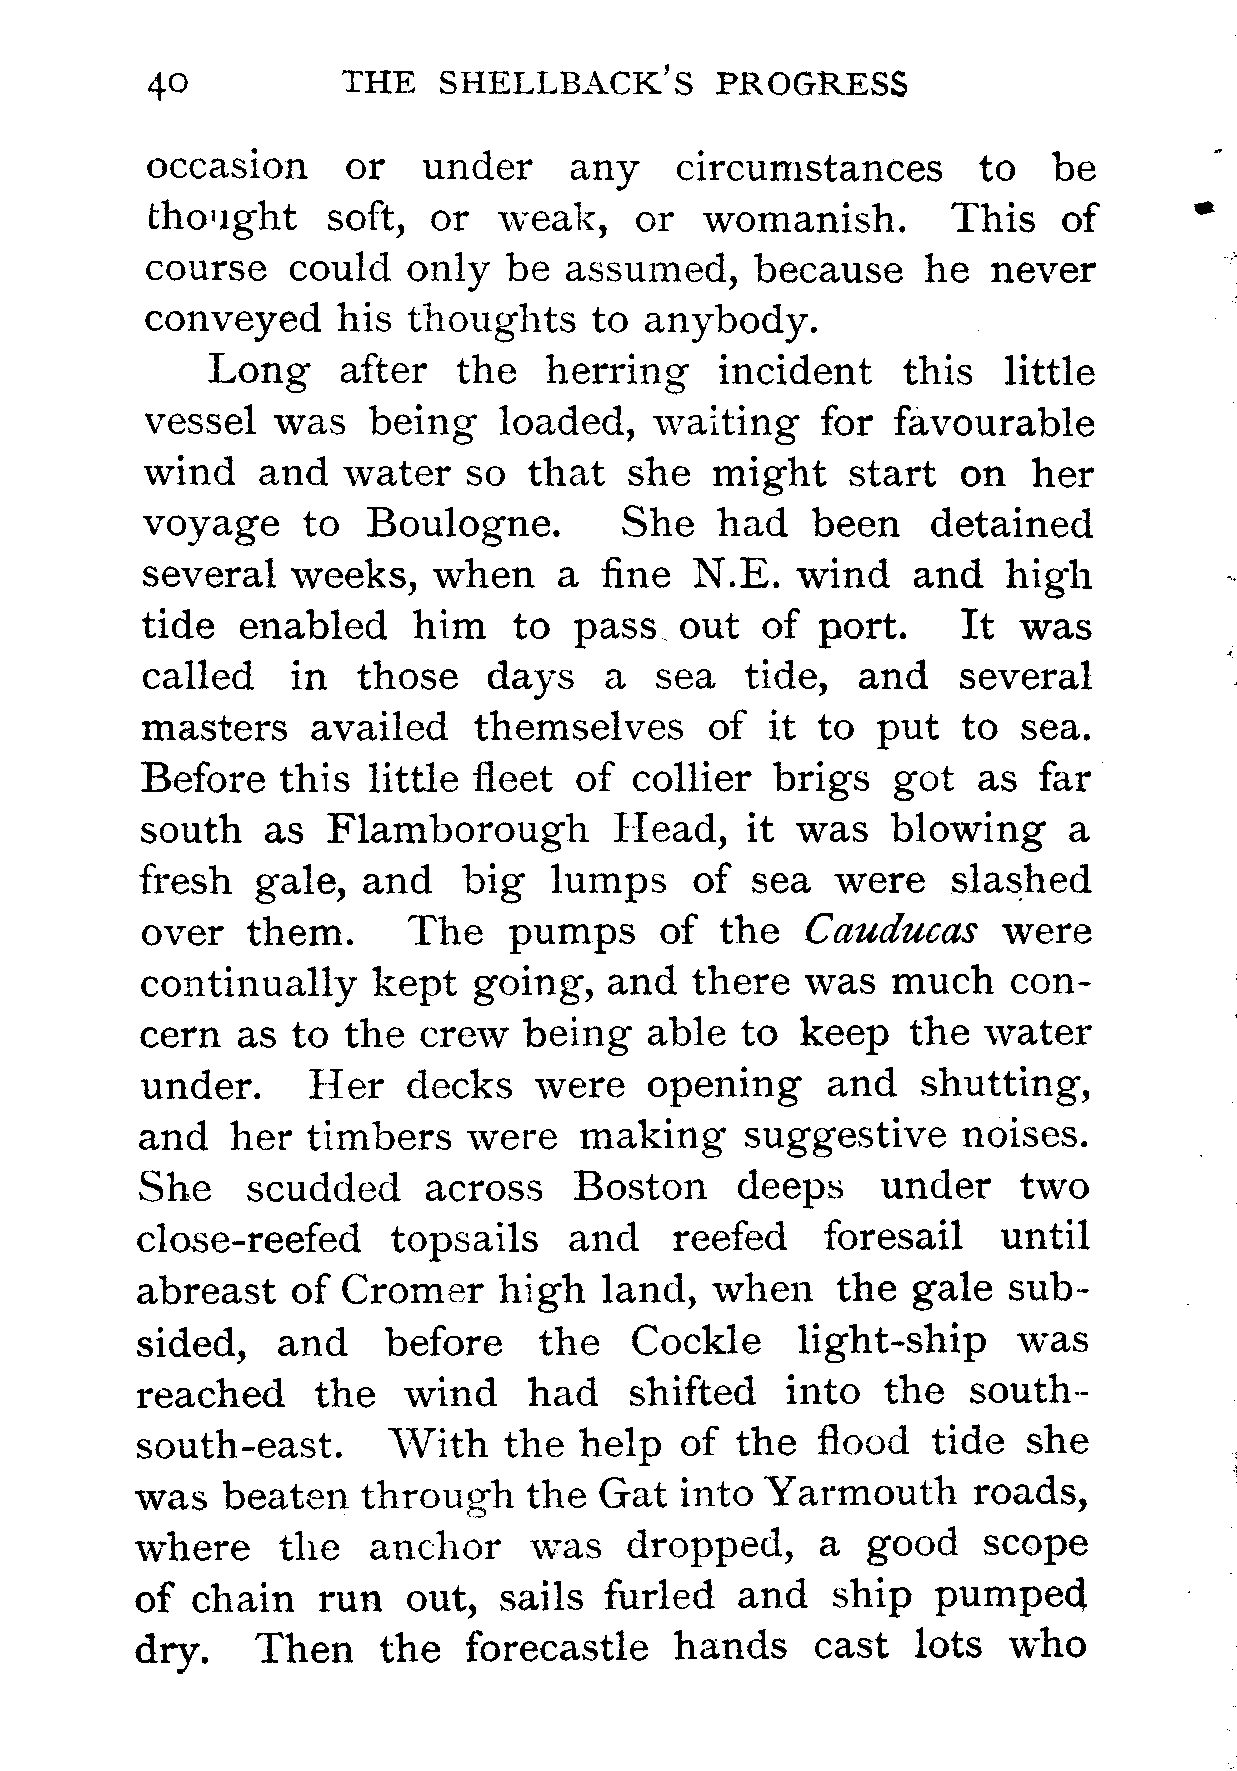 40 THE SHELLBACK'S PROGRESS
occasion or under any circumstances to be
thought soft, or weak, or womanish. This of
course could only be assumed, because he never
conveyed his thoughts to anybody.
Long after the herring incident this little
vessel was being loaded, waiting for favourable
wind and water so that she might start on her
voyage to Boulogne. She had been detained
several weeks, when a fine N.E. wind and high
tide enabled him to pass out of port. It was
called in those days a sea tide, and several
masters availed themselves of it to put to sea.
Before this little fleet of collier brigs got as far
south as Flamborough Head, it was blowing a
fresh gale, and big lumps of sea were slashed
over them. The pumps of the Cauducas were
continually kept going, and there was much con-
cern as to the crew being able to keep the water
under. Her decks were opening and shutting,
and her timbers were making suggestive noises.
She scudded across Boston deeps under two
close-reefed topsails and reefed foresail until
abreast of Cromer high land, when the gale sub-
sided, and before the Cockle light-ship was
reached the wind had shifted into the south-
south-east. With the help of the flood tide she
was beaten through the Gat into Yarmouth roads,
where the anchor was dropped, a good scope
of chain run out, sails furled and ship pumped
dry. Then the forecastle hands cast lots who